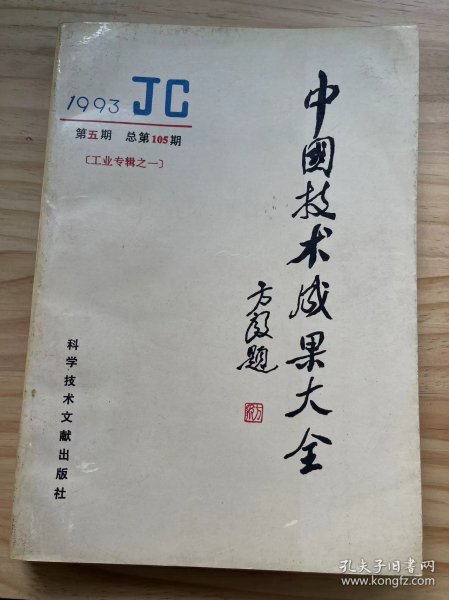 1993 JC
第五期 总第105期
〔工业专辑之一〕
中國技术成果大全
方毅题
科学技术文献出版社
孔夫子旧书网
www.kongfz.com